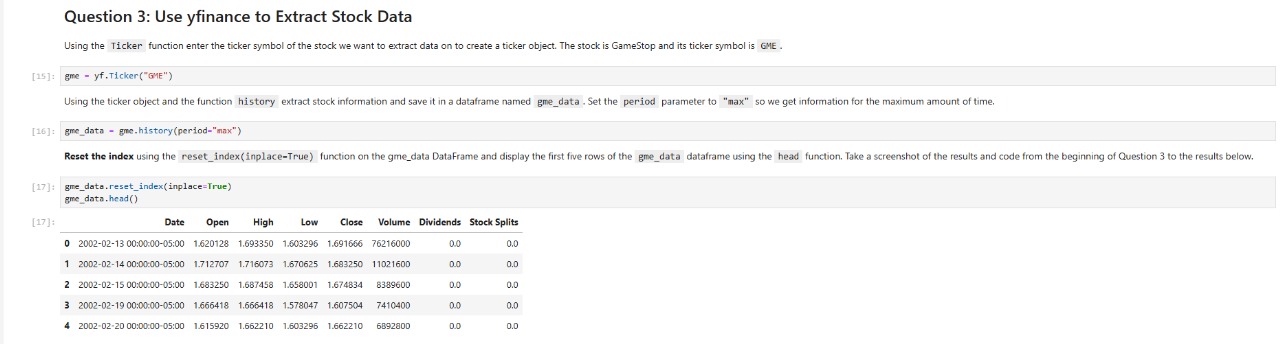 Question 3: Use yfinance to Extract Stock Data
Using the Ticker function enter the ticker symbol of the stock we want to extract data on to create a ticker object. The stock is GameStop and its ticker symbol is GME .
[15]: gme = yf.Ticker("GME")
Using the ticker object and the function history extract stock information and save it in a dataframe named gme_data . Set the period parameter to "max" so we get information for the maximum amount of time.
[16]: gme_data = gme.history(period="max")
Reset the index using the reset_index(inplace=True) function on the gme_data DataFrame and display the first five rows of the gme_data dataframe using the head function. Take a screenshot of the results and code from the beginning of Question 3 to the results below.
[17]: gme_data.reset_index(inplace=True)
gme_data.head()
[17]: Date Open High Low Close Volume Dividends Stock Splits
0 2002-02-13 00:00:00-05:00 1.620128 1.693350 1.603296 1.691666 76216000 0.0 0.0
1 2002-02-14 00:00:00-05:00 1.712707 1.716073 1.670625 1.683250 11021600 0.0 0.0
2 2002-02-15 00:00:00-05:00 1.683250 1.687458 1.658001 1.674834 8389600 0.0 0.0
3 2002-02-19 00:00:00-05:00 1.666418 1.666418 1.578047 1.607504 7410400 0.0 0.0
4 2002-02-20 00:00:00-05:00 1.615920 1.662210 1.603296 1.662210 6892800 0.0 0.0